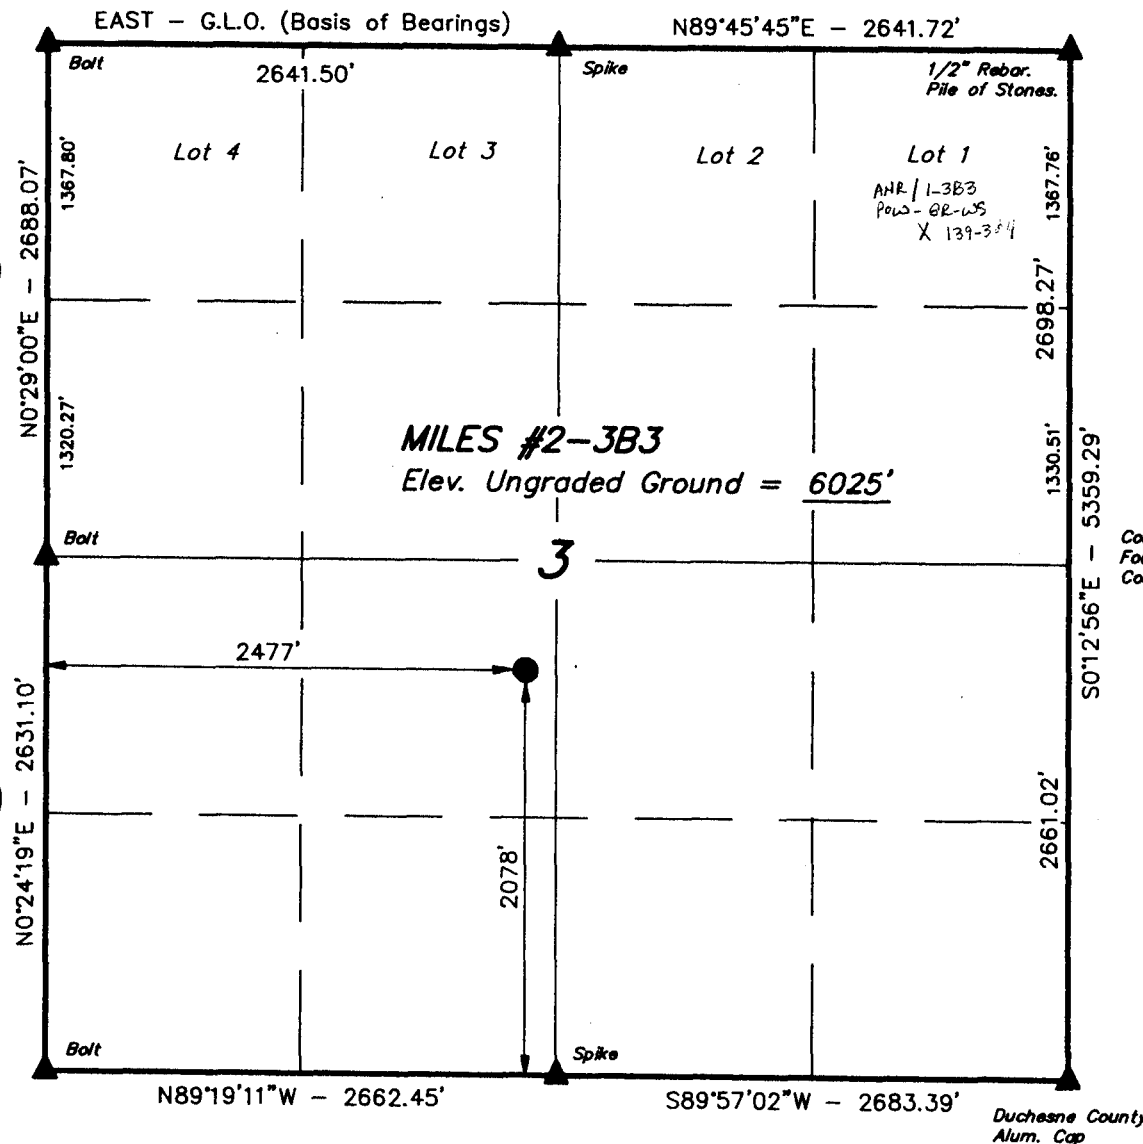 EAST – G.L.O. (Basis of Bearings)
N89°45'45"E – 2641.72'
Bolt
2641.50'
Spike
1/2" Rebar.
Pile of Stones.
Lot 4
Lot 3
Lot 2
Lot 1
ANR / 1-3B3
POW-GR-WS
X
1367.80'
1367.76'
N0°29'00"E – 2688.07'
2698.27'
1320.27'
1330.51'
MILES #2–3B3
Elev. Ungraded Ground = 6025'
S0°12'56"E – 5359.29'
Bolt
3
2477'
N0°24'19"E – 2631.10'
2078'
2661.02'
Bolt
Spike
N89°19'11"W – 2662.45'
S89°57'02"W – 2683.39'
Duchesne County
Alum. Cap